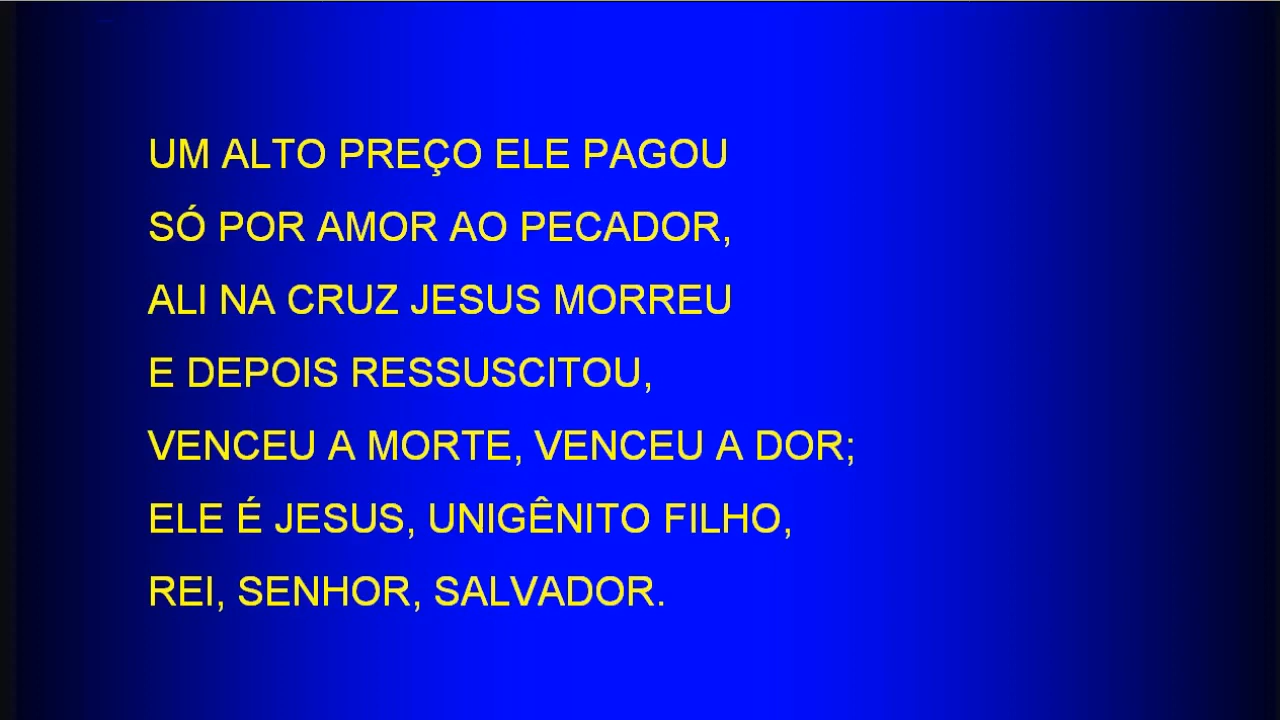 UM ALTO PREÇO ELE PAGOU
SÓ POR AMOR AO PECADOR,
ALI NA CRUZ JESUS MORREU
E DEPOIS RESSUSCITOU,
VENCEU A MORTE, VENCEU A DOR;
ELE É JESUS, UNIGÊNITO FILHO,
REI, SENHOR, SALVADOR.